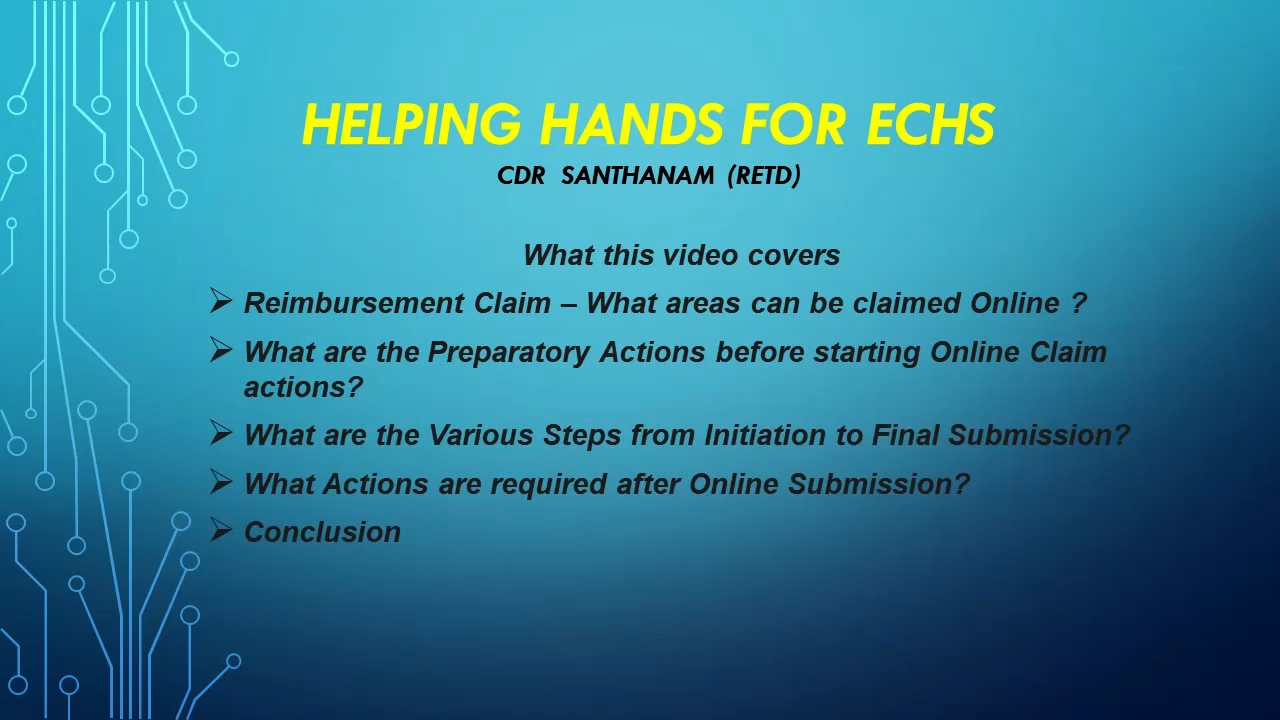 HELPING HANDS FOR ECHS
CDR SANTHANAM (RETD)
What this video covers
➢ Reimbursement Claim – What areas can be claimed Online ?
➢ What are the Preparatory Actions before starting Online Claim
actions?
➢ What are the Various Steps from Initiation to Final Submission?
➢ What Actions are required after Online Submission?
➢ Conclusion